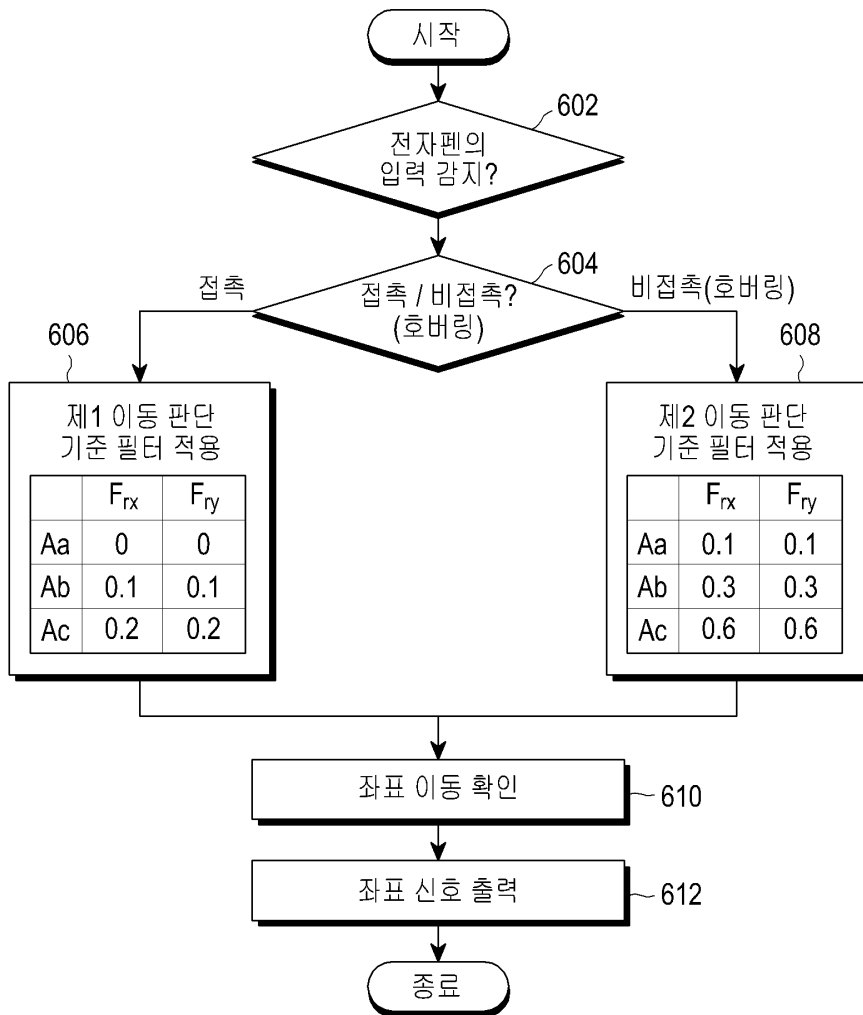 시작
602
전자펜의
입력 감지?
604
접촉 / 비접촉?
(호버링)
접촉
비접촉(호버링)
606
제1 이동 판단
기준 필터 적용
Frx Fry
Aa 0 0
Ab 0.1 0.1
Ac 0.2 0.2
608
제2 이동 판단
기준 필터 적용
Frx Fry
Aa 0.1 0.1
Ab 0.3 0.3
Ac 0.6 0.6
좌표 이동 확인
610
좌표 신호 출력
612
종료